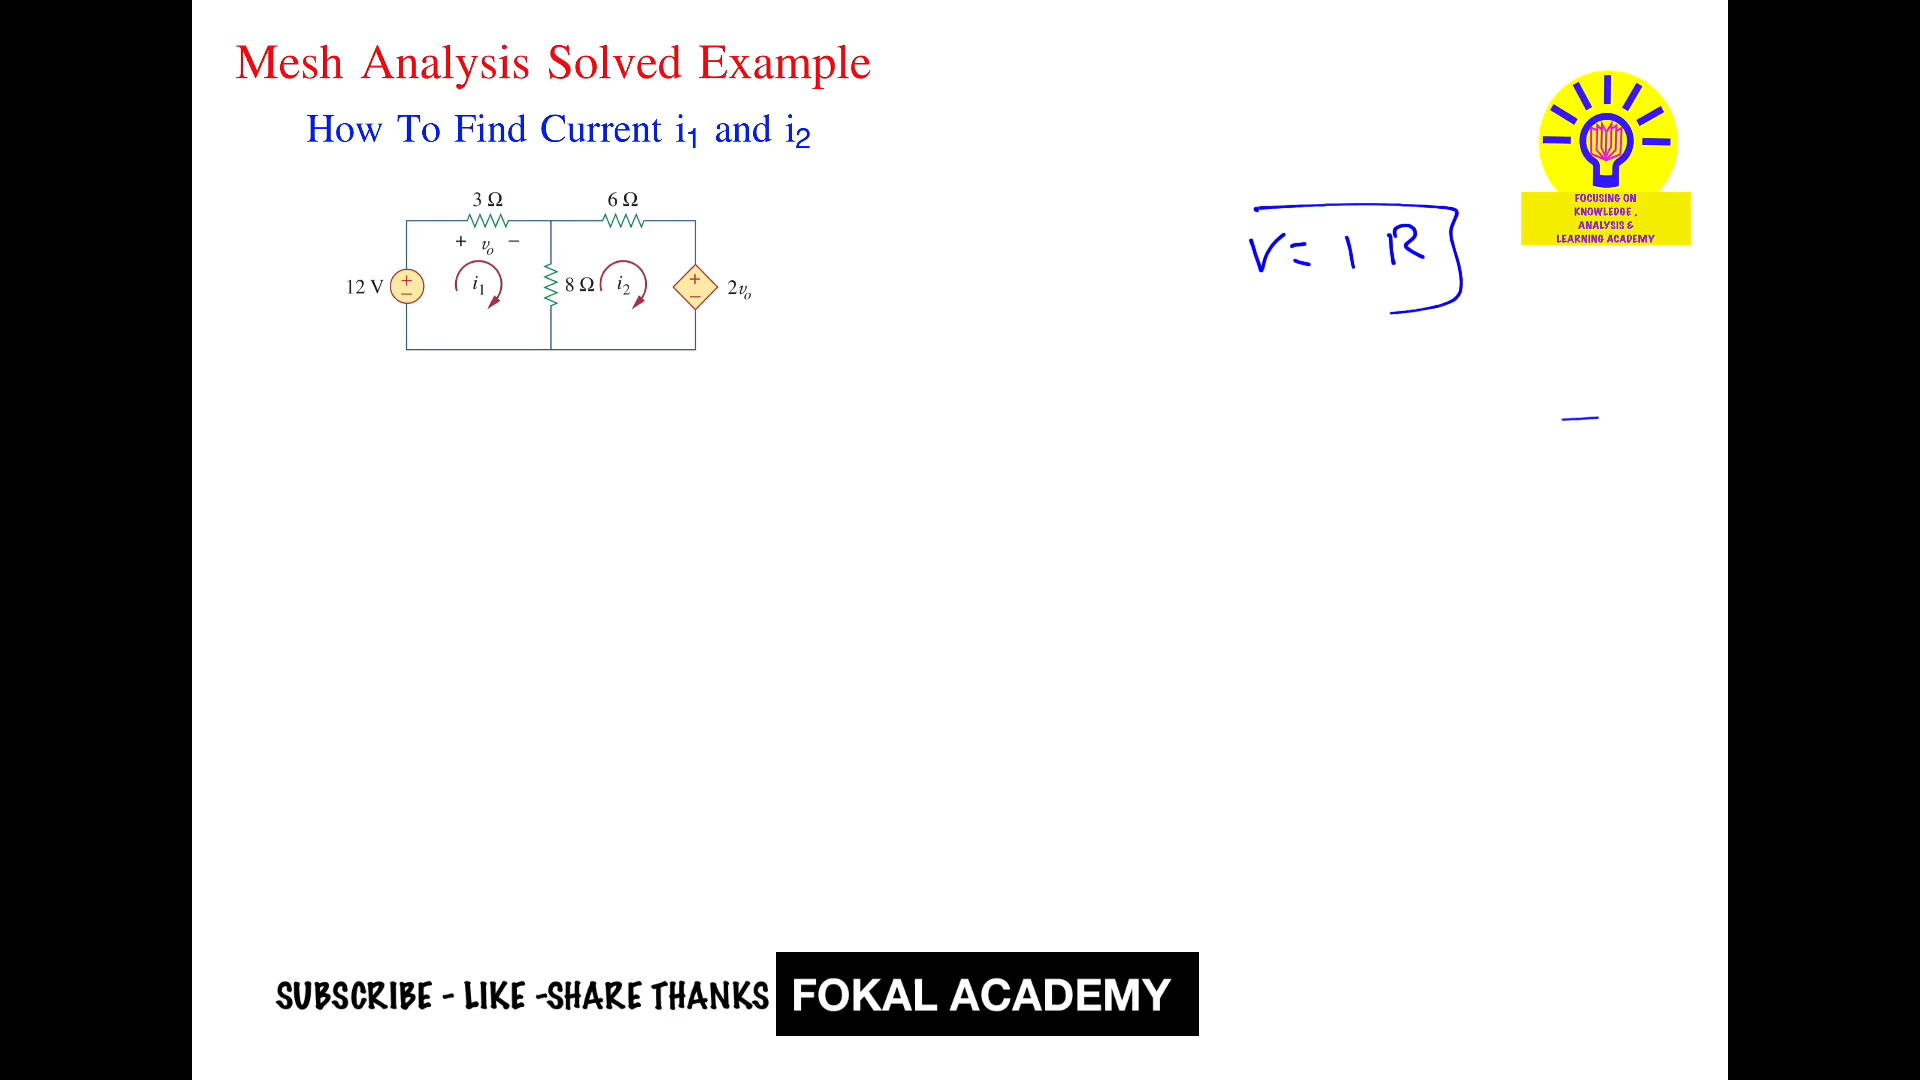 Mesh Analysis Solved Example
How To Find Current i1 and i2
3 Ω
6 Ω
+ vo −
12 V
+
−
i1
8 Ω
i2
+
−
2vo
V = I R
FOCUSING ON
KNOWLEDGE ,
ANALYSIS &
LEARNING ACADEMY
SUBSCRIBE - LIKE -SHARE THANKS
FOKAL ACADEMY